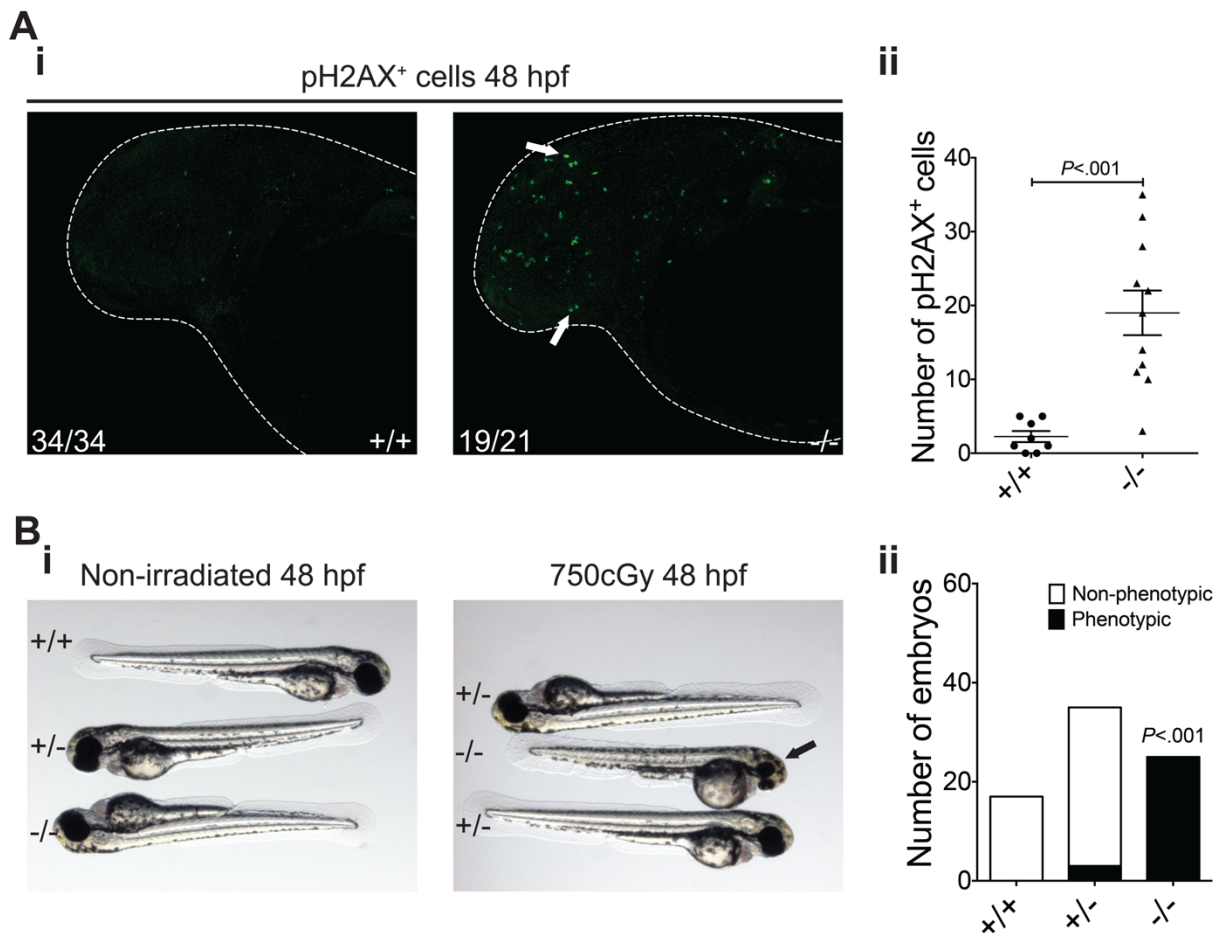 A
i
pH2AX⁺ cells 48 hpf
34/34
+/+
19/21
-/-
ii
Number of pH2AX⁺ cells
40
30
20
10
0
P<.001
+/+
-/-
B
i
Non-irradiated 48 hpf
+/+
+/-
-/-
750cGy 48 hpf
+/-
-/-
+/-
ii
Number of embryos
60
40
20
0
Non-phenotypic
Phenotypic
P<.001
+/+
+/-
-/-